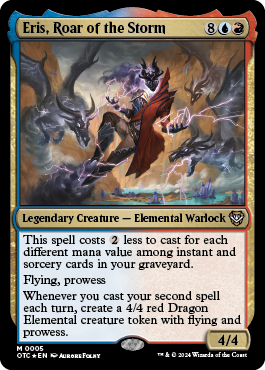 Eris, Roar of the Storm 8
This spell costs 2 less to cast for each
different mana value among instant and
sorcery cards in your graveyard.
Flying, prowess
Whenever you cast your second spell
each turn, create a 4/4 red Dragon
Elemental creature token with flying and
prowess.
Legendary Creature — Elemental Warlock
4/4
M 0005
OTC ★ EN AURORE FOLNY
™ & © 2024 Wizards of the Coast